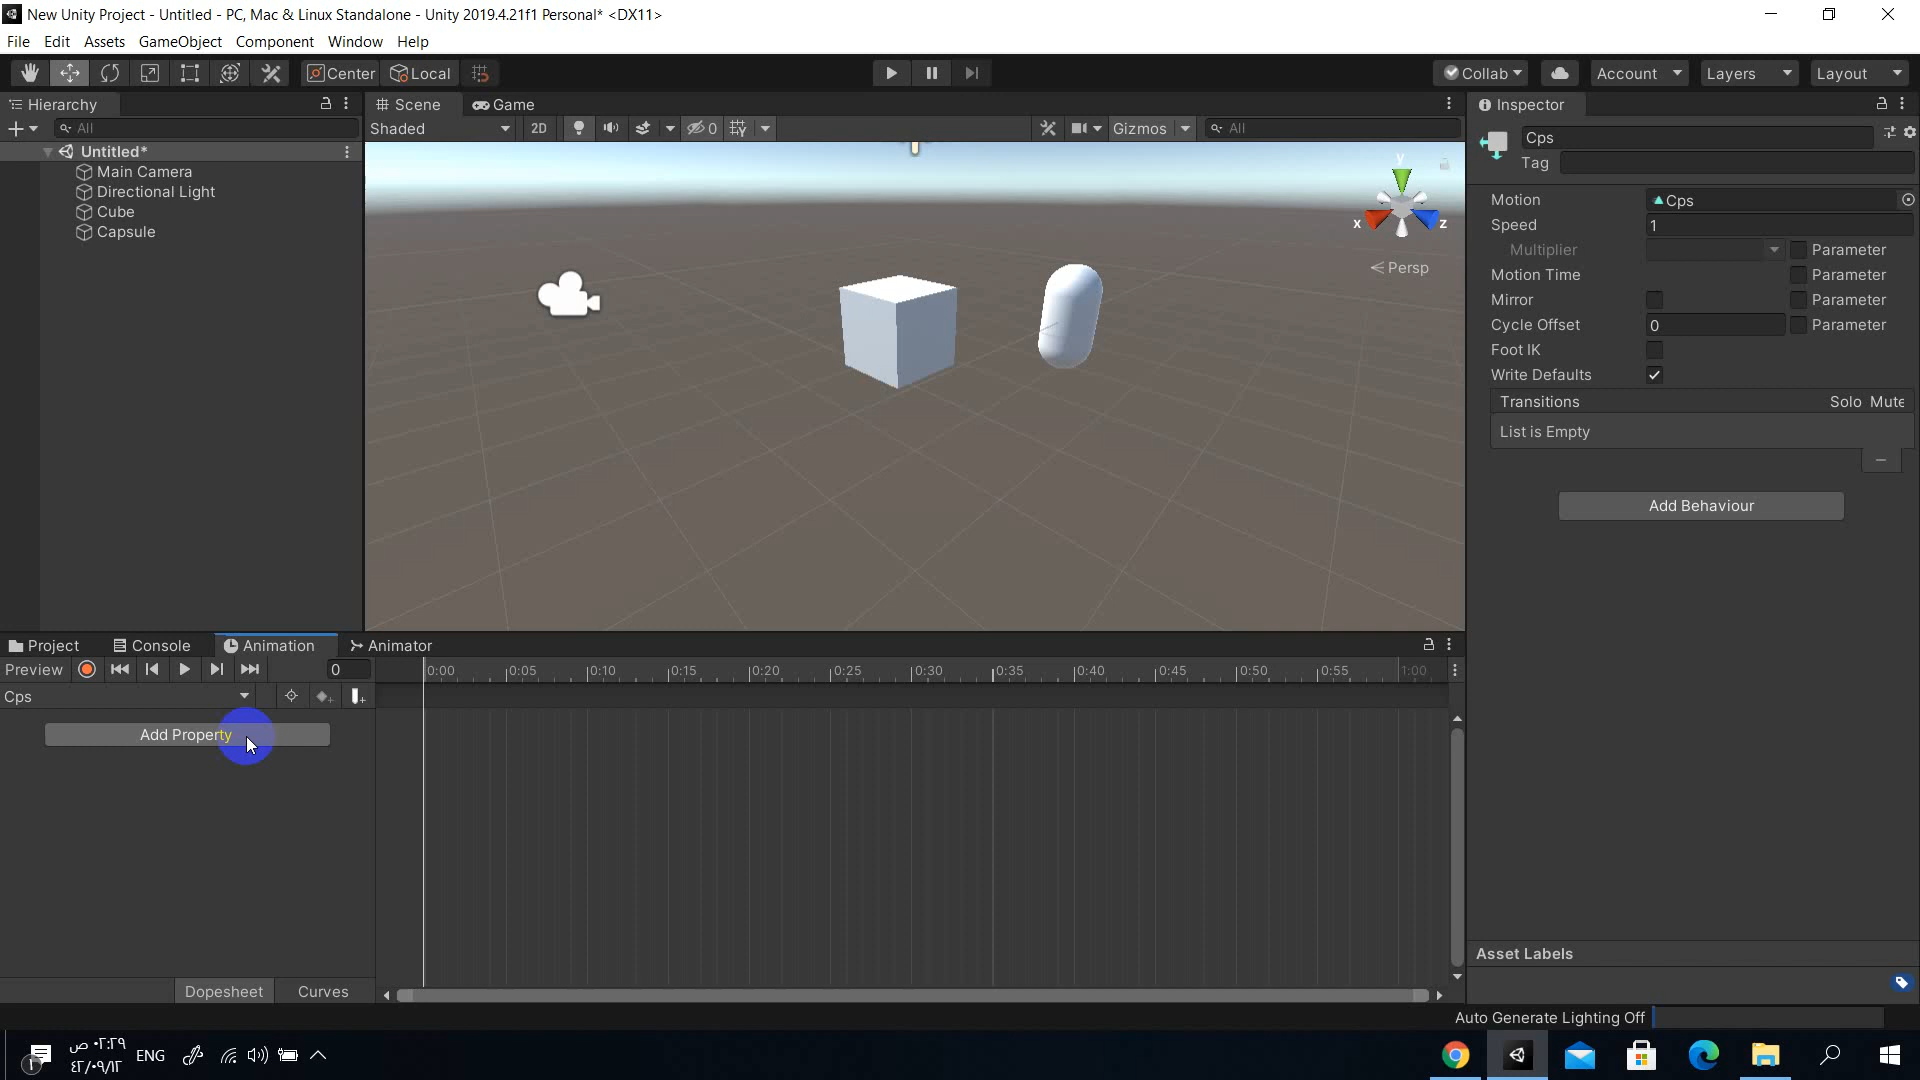 New Unity Project - Untitled - PC, Mac & Linux Standalone - Unity 2019.4.21f1 Personal* <DX11>
File Edit Assets GameObject Component Window Help
Center Local Collab Account Layers Layout
Hierarchy
All
Untitled*
Main Camera
Directional Light
Cube
Capsule
Scene Game
Shaded 2D 0 Gizmos All
y
x z
Persp
Inspector
Cps
Tag
Motion Cps
Speed 1
Multiplier Parameter
Motion Time Parameter
Mirror Parameter
Cycle Offset 0 Parameter
Foot IK
Write Defaults
Transitions Solo Mute
List is Empty
Add Behaviour
Asset Labels
Project Console Animation Animator
Preview 0 0:00 0:05 0:10 0:15 0:20 0:25 0:30 0:35 0:40 0:45 0:50 0:55 1:00
Cps
Add Property
Dopesheet Curves
Auto Generate Lighting Off
٠٢:٢٩ ص ENG
٤٢/٠٩/١٢
١